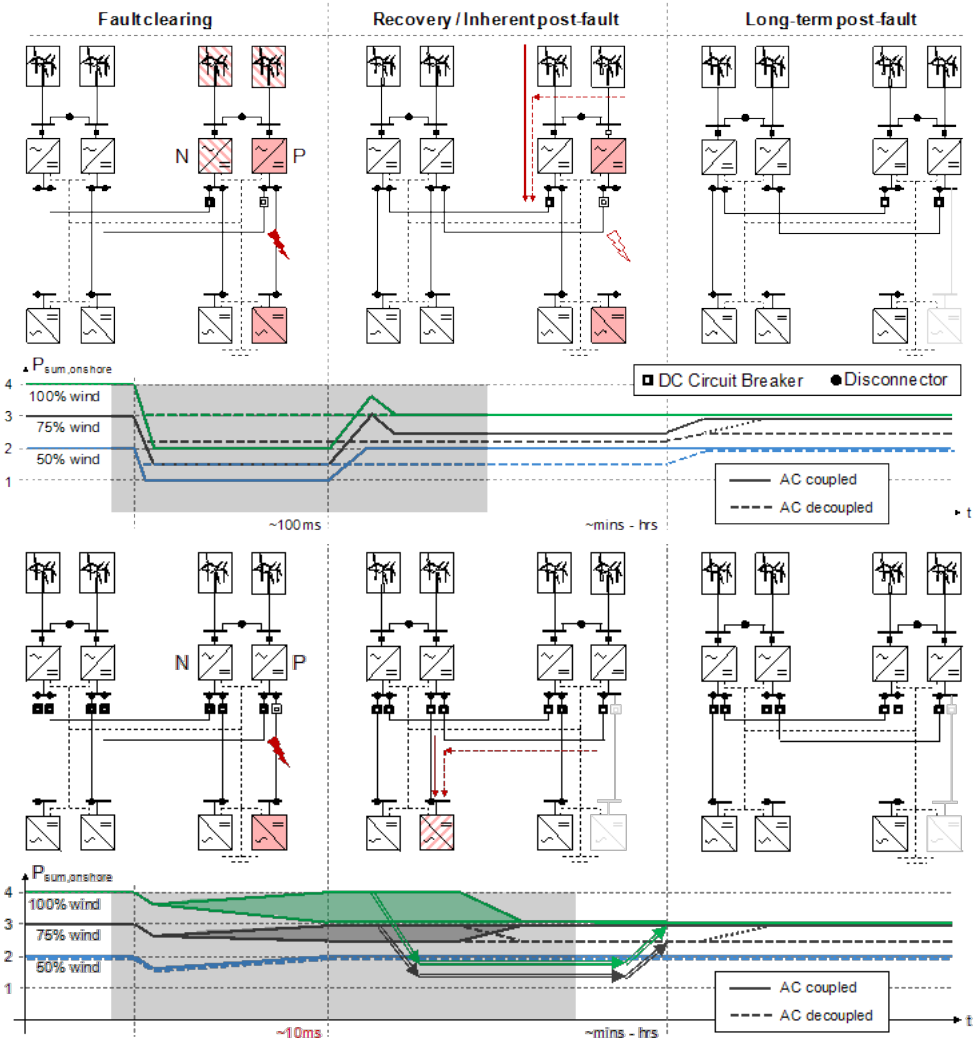 Fault clearing
Recovery / Inherent post-fault
Long-term post-fault
N
P
P sum,onshore
DC Circuit Breaker
Disconnector
4
100% wind
3
75% wind
2
50% wind
1
AC coupled
AC decoupled
~100ms
~mins - hrs
t
N
P
P sum,onshore
4
100% wind
3
75% wind
2
50% wind
1
AC coupled
AC decoupled
~10ms
~mins - hrs
t